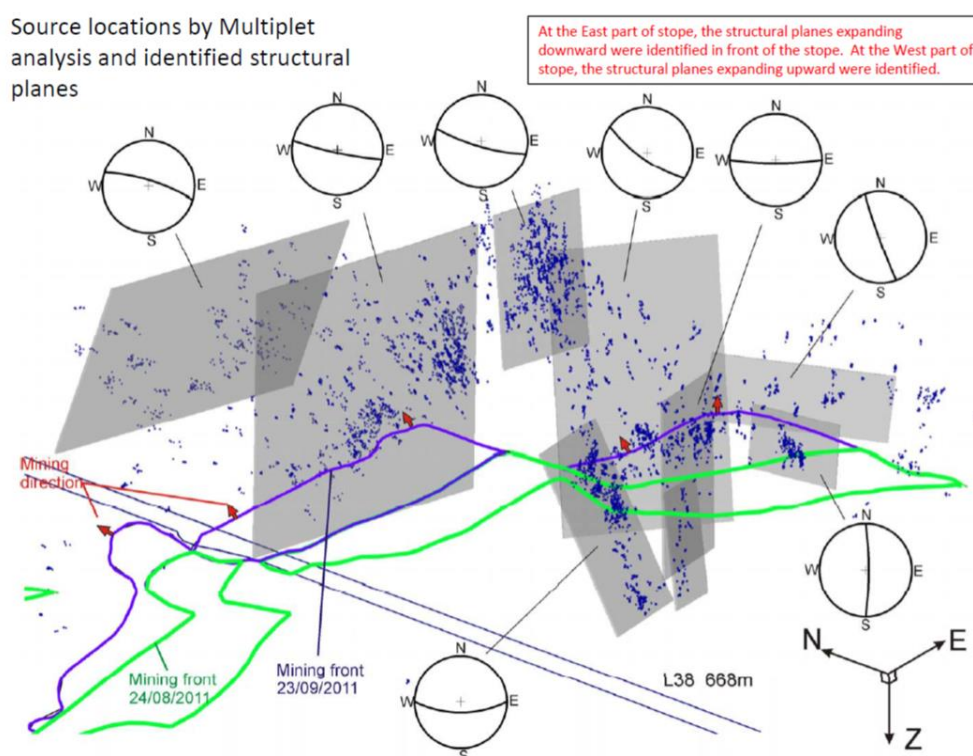 Source locations by Multiplet
analysis and identified structural
planes
At the East part of stope, the structural planes expanding
downward were identified in front of the stope.  At the West part of
stope, the structural planes expanding upward were identified.
N
W
E
S
N
W
E
S
N
W
E
S
N
W
E
S
N
W
E
S
N
W
E
S
Mining
direction
N
W
E
S
N
W
E
S
Mining front
24/08/2011
Mining front
23/09/2011
L38 668m
N
E
Z